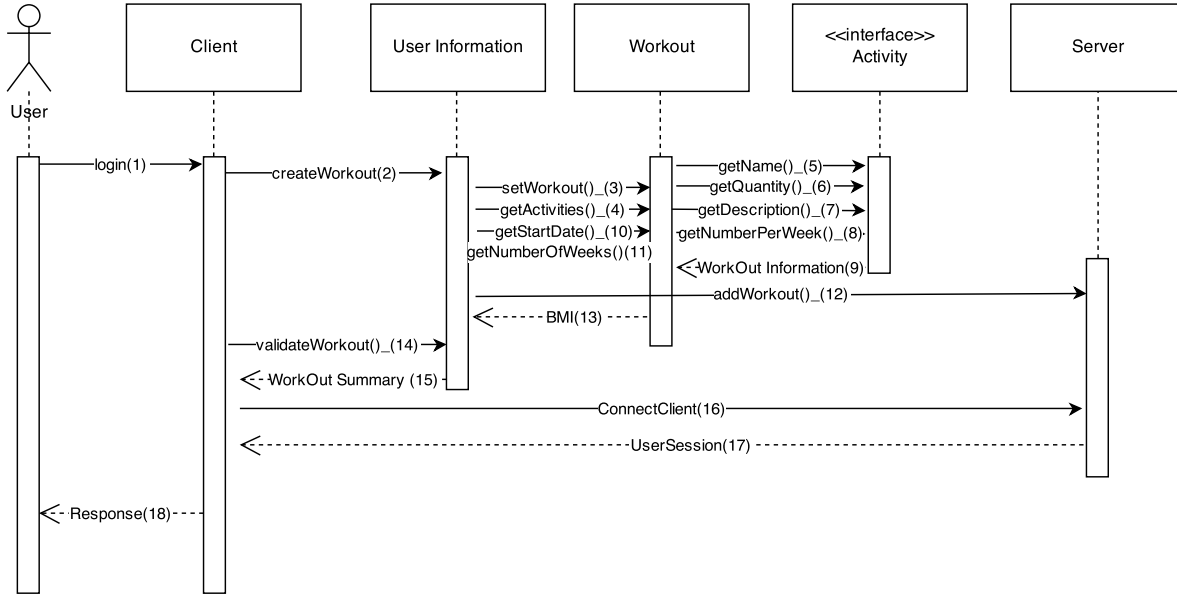 User
Client
User Information
Workout
<<interface>>
Activity
Server
login(1)
createWorkout(2)
setWorkout()_(3)
getActivities()_(4)
getStartDate()_(10)
getNumberOfWeeks()(11)
getName()_(5)
getQuantity()_(6)
getDescription()_(7)
getNumberPerWeek()_(8)
WorkOut Information(9)
addWorkout()_(12)
BMI(13)
validateWorkout()_(14)
WorkOut Summary (15)
ConnectClient(16)
UserSession(17)
Response(18)